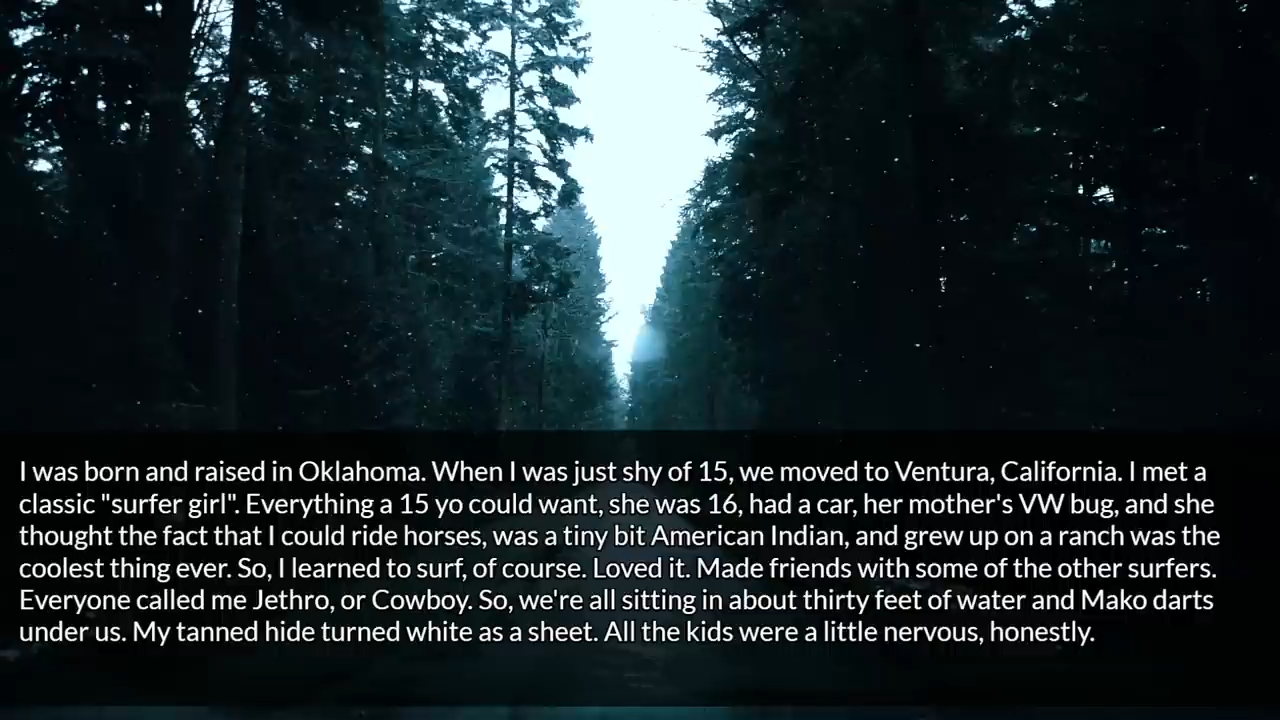 I was born and raised in Oklahoma. When I was just shy of 15, we moved to Ventura, California. I met a
classic "surfer girl". Everything a 15 yo could want, she was 16, had a car, her mother's VW bug, and she
thought the fact that I could ride horses, was a tiny bit American Indian, and grew up on a ranch was the
coolest thing ever. So, I learned to surf, of course. Loved it. Made friends with some of the other surfers.
Everyone called me Jethro, or Cowboy. So, we're all sitting in about thirty feet of water and Mako darts
under us. My tanned hide turned white as a sheet. All the kids were a little nervous, honestly.